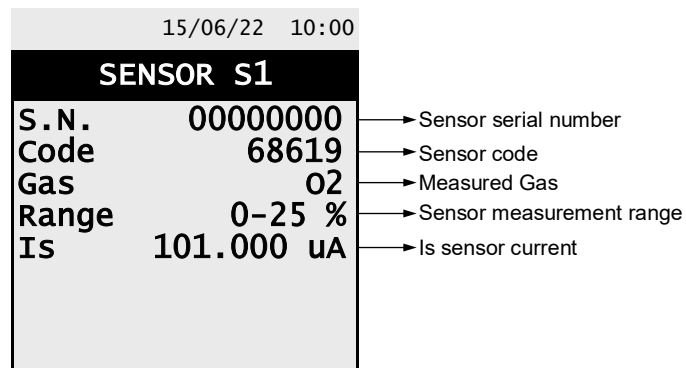 15/06/22 10:00
SENSOR S1
S.N. 00000000 Sensor serial number
Code 68619 Sensor code
Gas O2 Measured Gas
Range 0-25 % Sensor measurement range
Is 101.000 uA Is sensor current